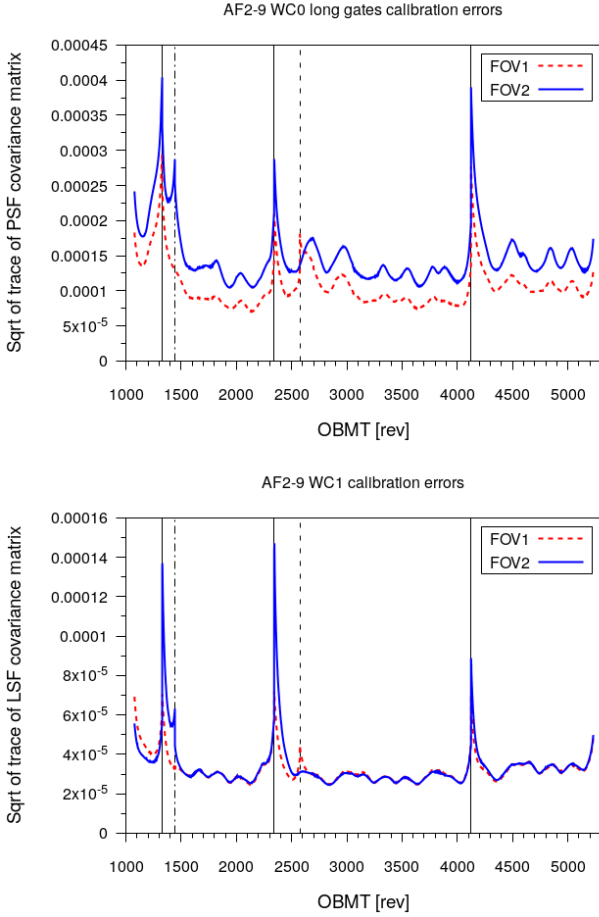 AF2-9 WC0 long gates calibration errors
Sqrt of trace of PSF covariance matrix
0.00045
0.0004
0.00035
0.0003
0.00025
0.0002
0.00015
0.0001
5x10-5
0
FOV1
FOV2
1000 1500 2000 2500 3000 3500 4000 4500 5000
OBMT [rev]
AF2-9 WC1 calibration errors
Sqrt of trace of LSF covariance matrix
0.00016
0.00014
0.00012
0.0001
8x10-5
6x10-5
4x10-5
2x10-5
0
FOV1
FOV2
1000 1500 2000 2500 3000 3500 4000 4500 5000
OBMT [rev]